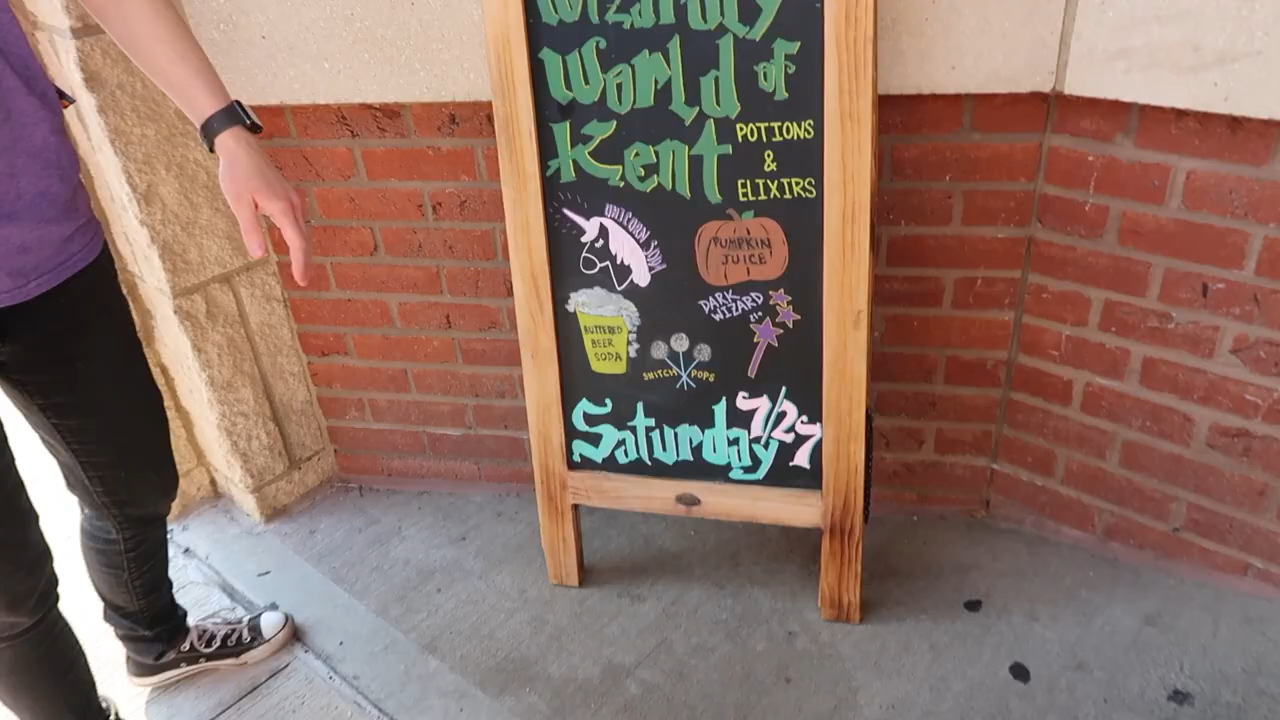 Wizardly
World of
Kent
POTIONS
&
ELIXIRS
UNICORN SODA
PUMPKIN
JUICE
BUTTERED
BEER
SODA
DARK
WIZARD
SNITCH POPS
Saturday 7/27